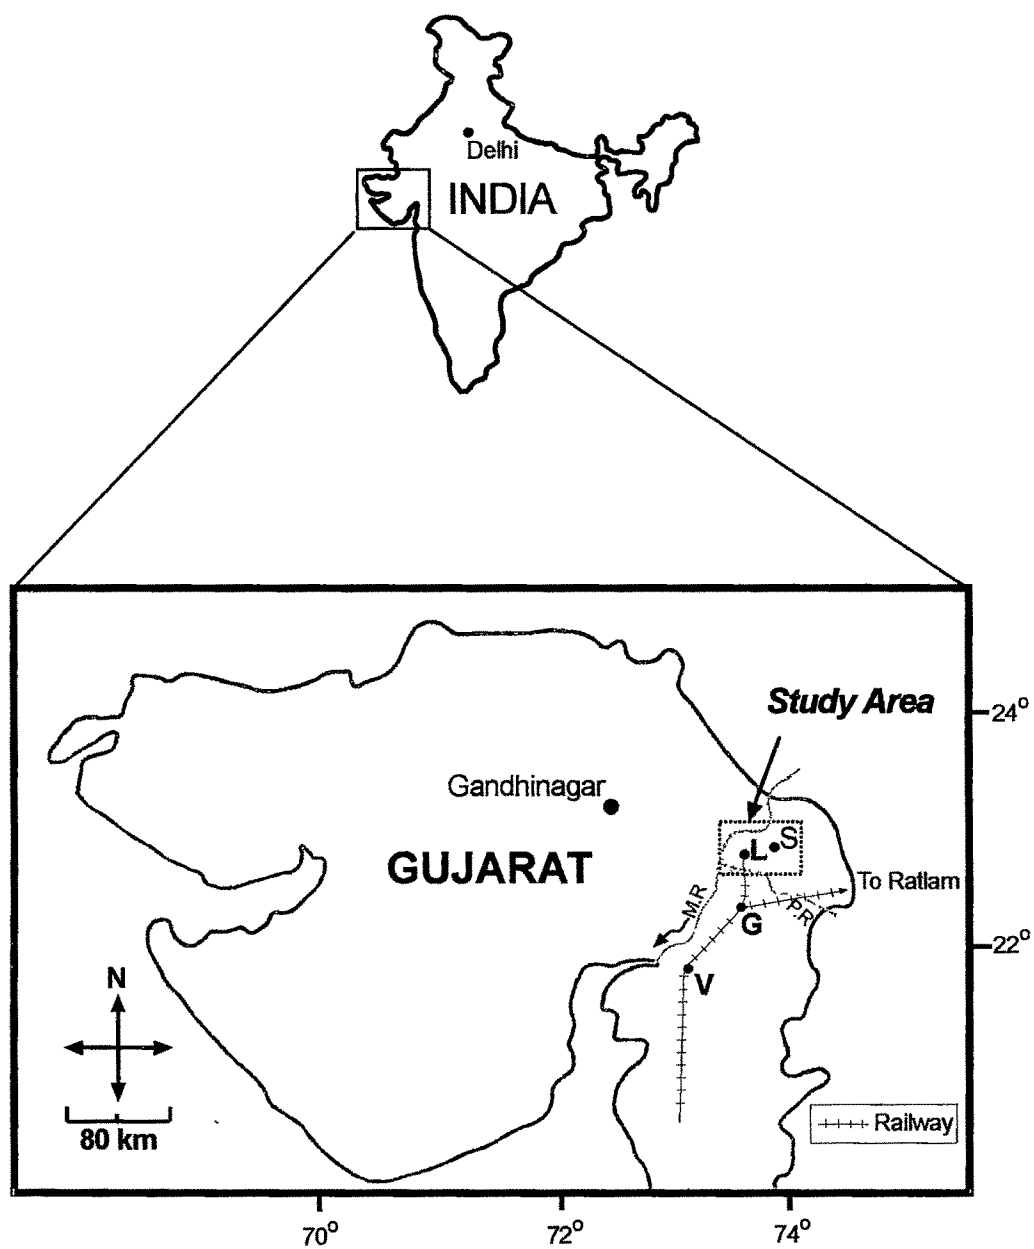 Delhi
INDIA
Study Area
24°
Gandhinagar
S
L
GUJARAT
To Ratlam
M.R
P.R
G
22°
V
N
80 km
Railway
70°
72°
74°